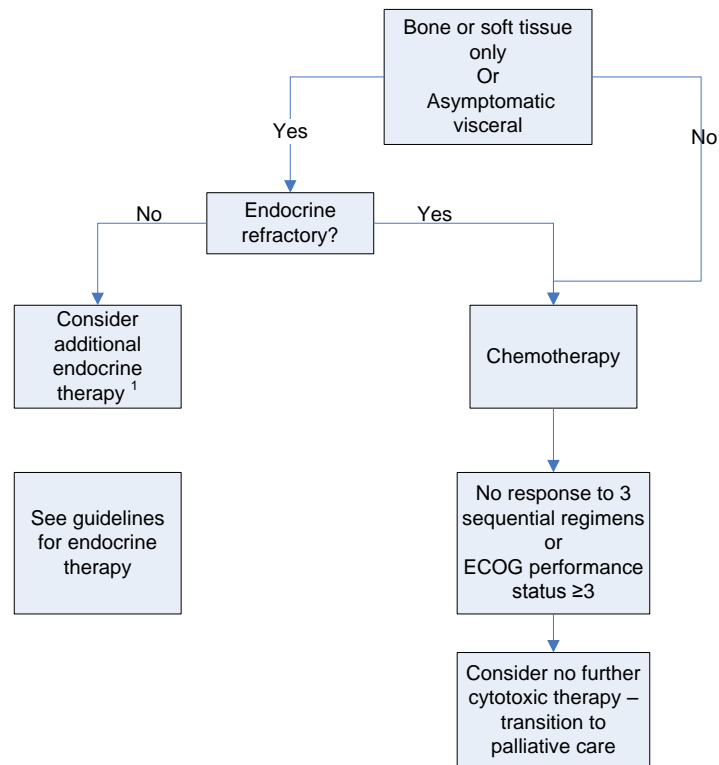 Bone or soft tissue
only
Or
Asymptomatic
visceral
Yes
No
No
Endocrine
refractory?
Yes
Consider
additional
endocrine
therapy 1
Chemotherapy
See guidelines
for endocrine
therapy
No response to 3
sequential regimens
or
ECOG performance
status ≥3
Consider no further
cytotoxic therapy –
transition to
palliative care